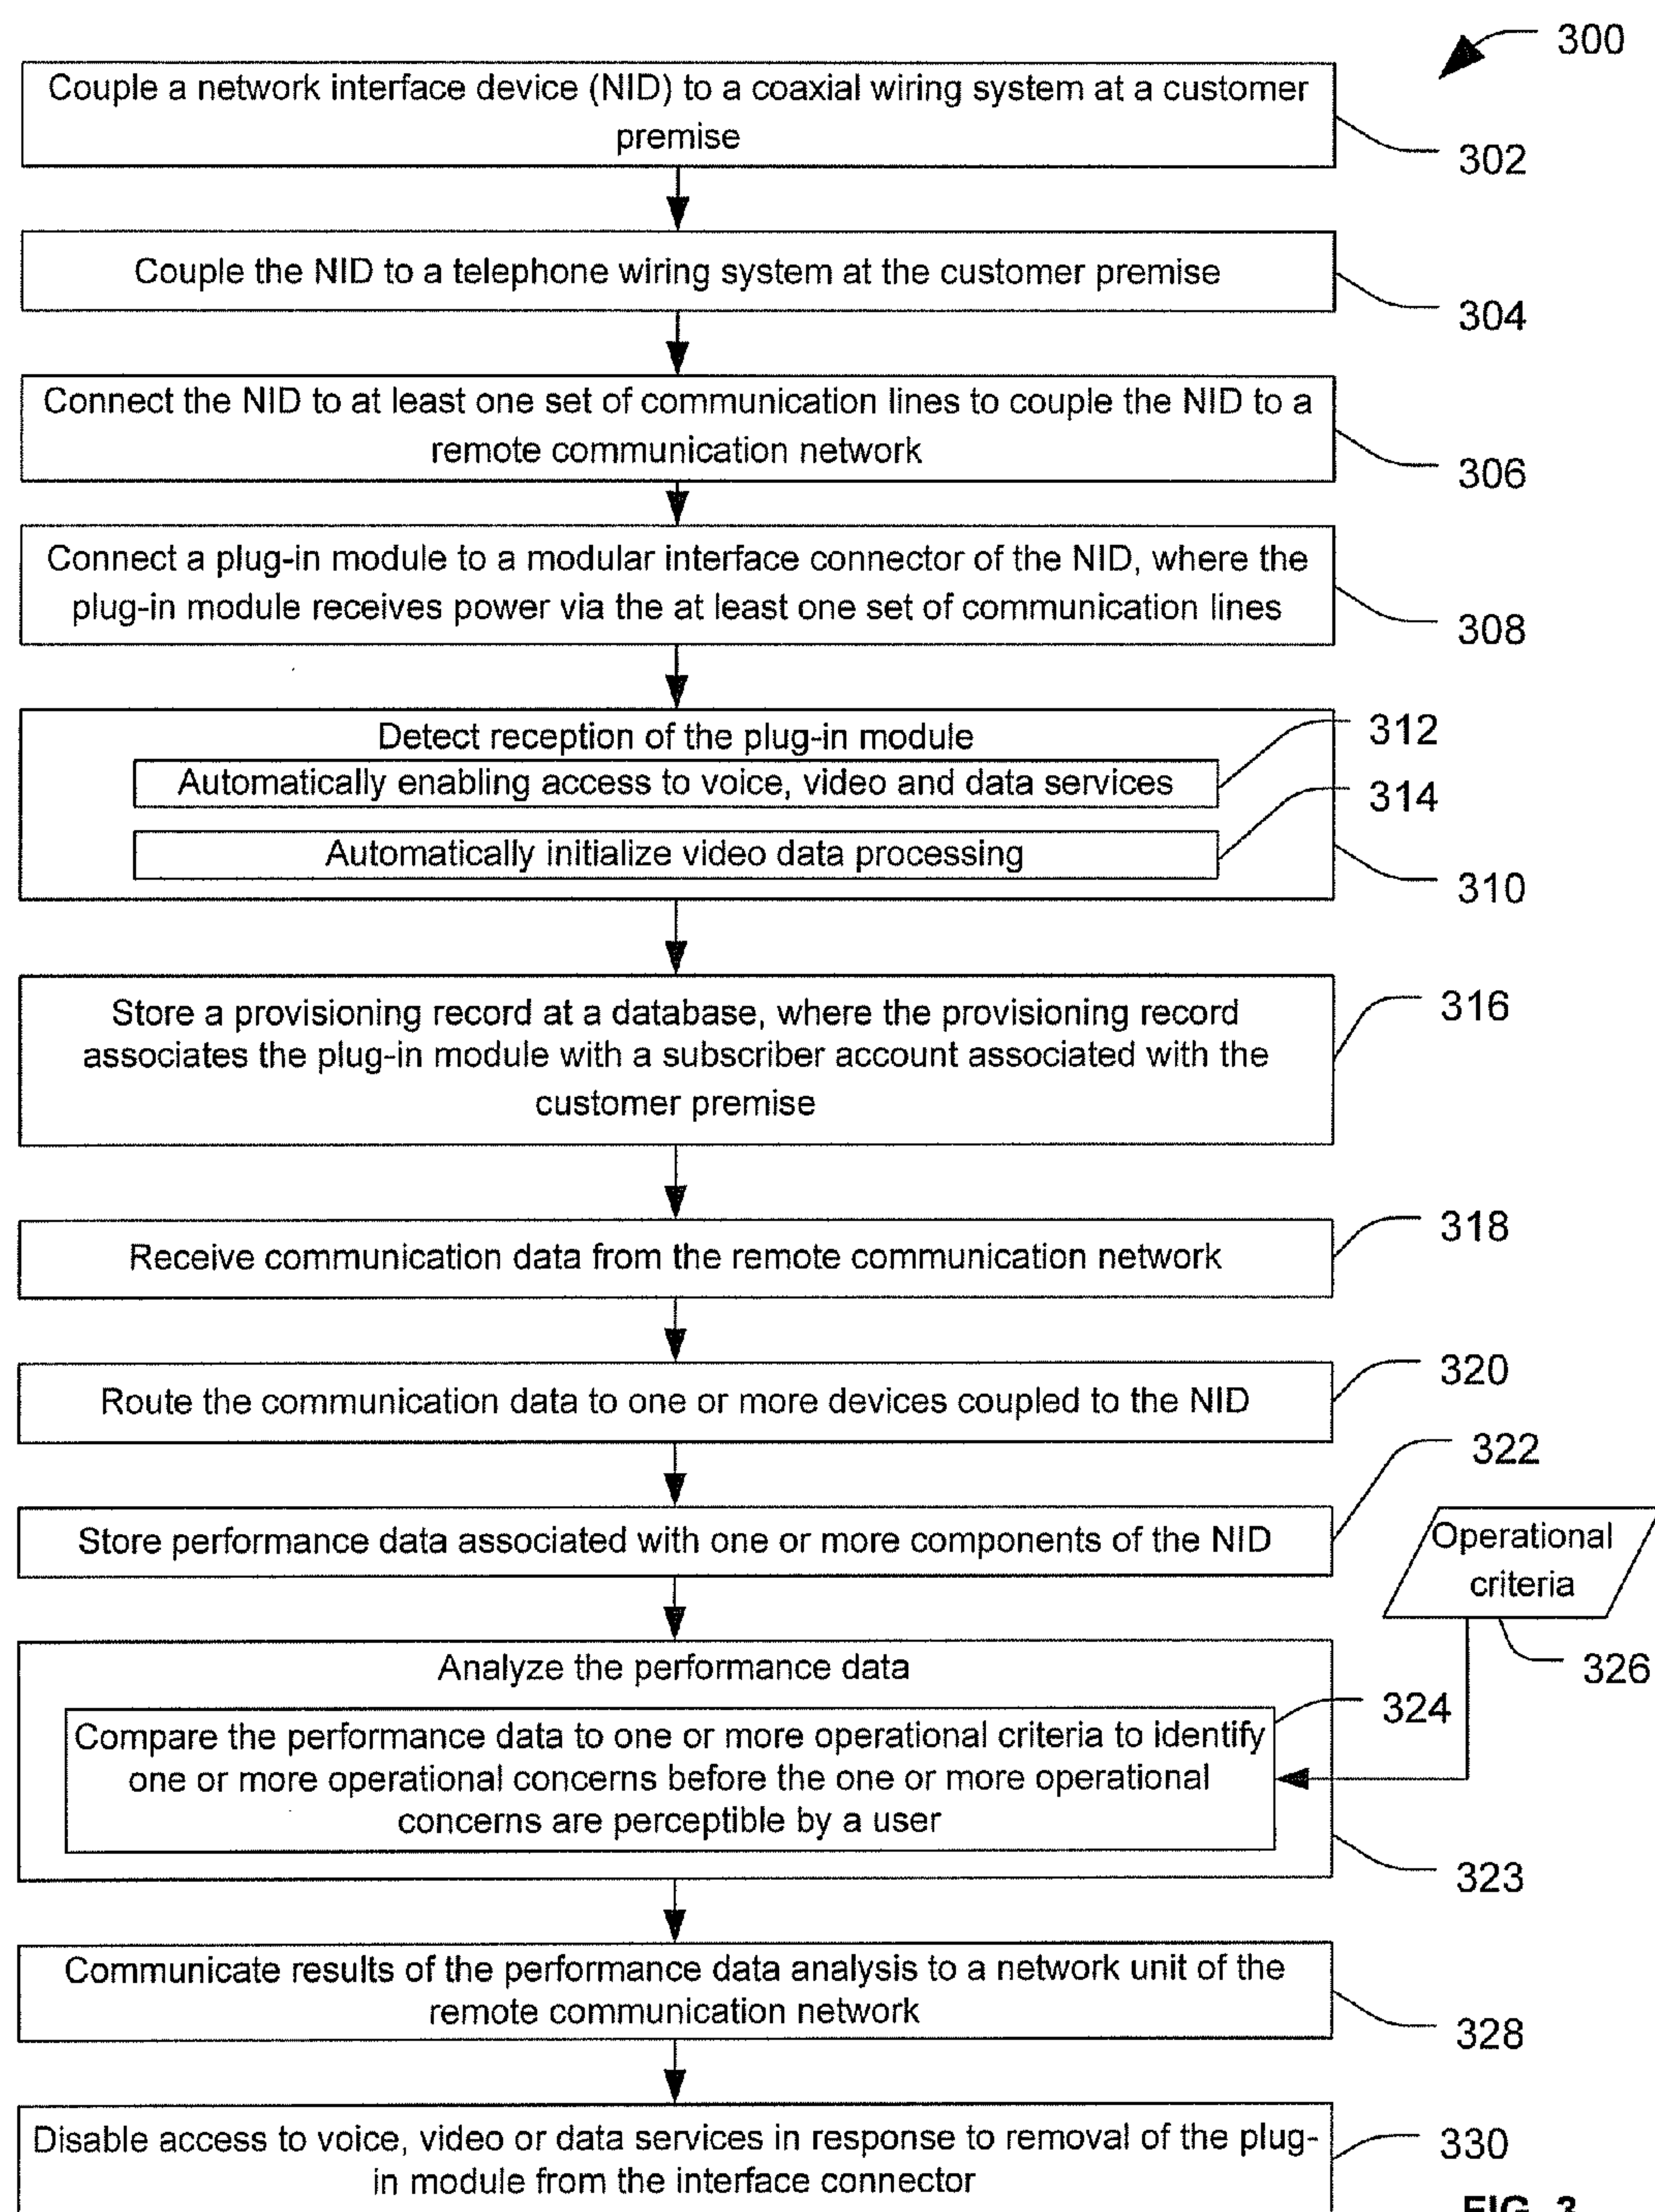 300
Couple a network interface device (NID) to a coaxial wiring system at a customer
premise
302
Couple the NID to a telephone wiring system at the customer premise
304
Connect the NID to at least one set of communication lines to couple the NID to a
remote communication network
306
Connect a plug-in module to a modular interface connector of the NID, where the
plug-in module receives power via the at least one set of communication lines
308
Detect reception of the plug-in module
312
Automatically enabling access to voice, video and data services
314
Automatically initialize video data processing
310
Store a provisioning record at a database, where the provisioning record
associates the plug-in module with a subscriber account associated with the
customer premise
316
Receive communication data from the remote communication network
318
Route the communication data to one or more devices coupled to the NID
320
322
Store performance data associated with one or more components of the NID
Operational
criteria
326
Analyze the performance data
324
Compare the performance data to one or more operational criteria to identify
one or more operational concerns before the one or more operational
concerns are perceptible by a user
323
Communicate results of the performance data analysis to a network unit of the
remote communication network
328
Disable access to voice, video or data services in response to removal of the plug-
in module from the interface connector
330
FIG. 3